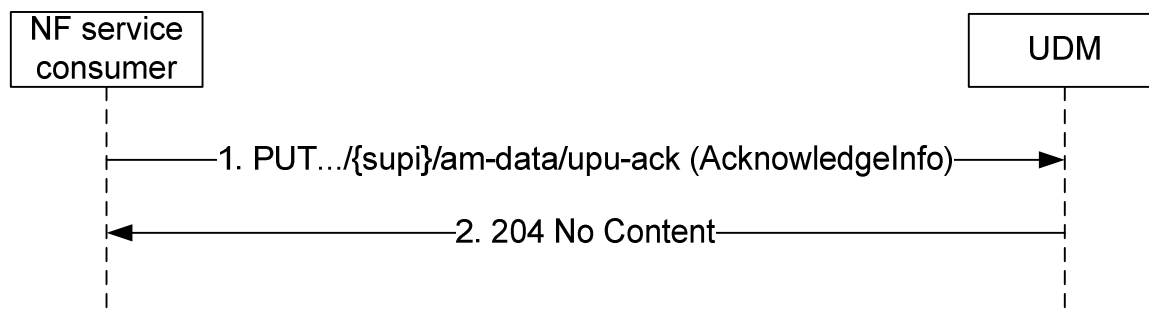 NF service
consumer
UDM
1. PUT.../{supi}/am-data/upu-ack (AcknowledgeInfo)
2. 204 No Content